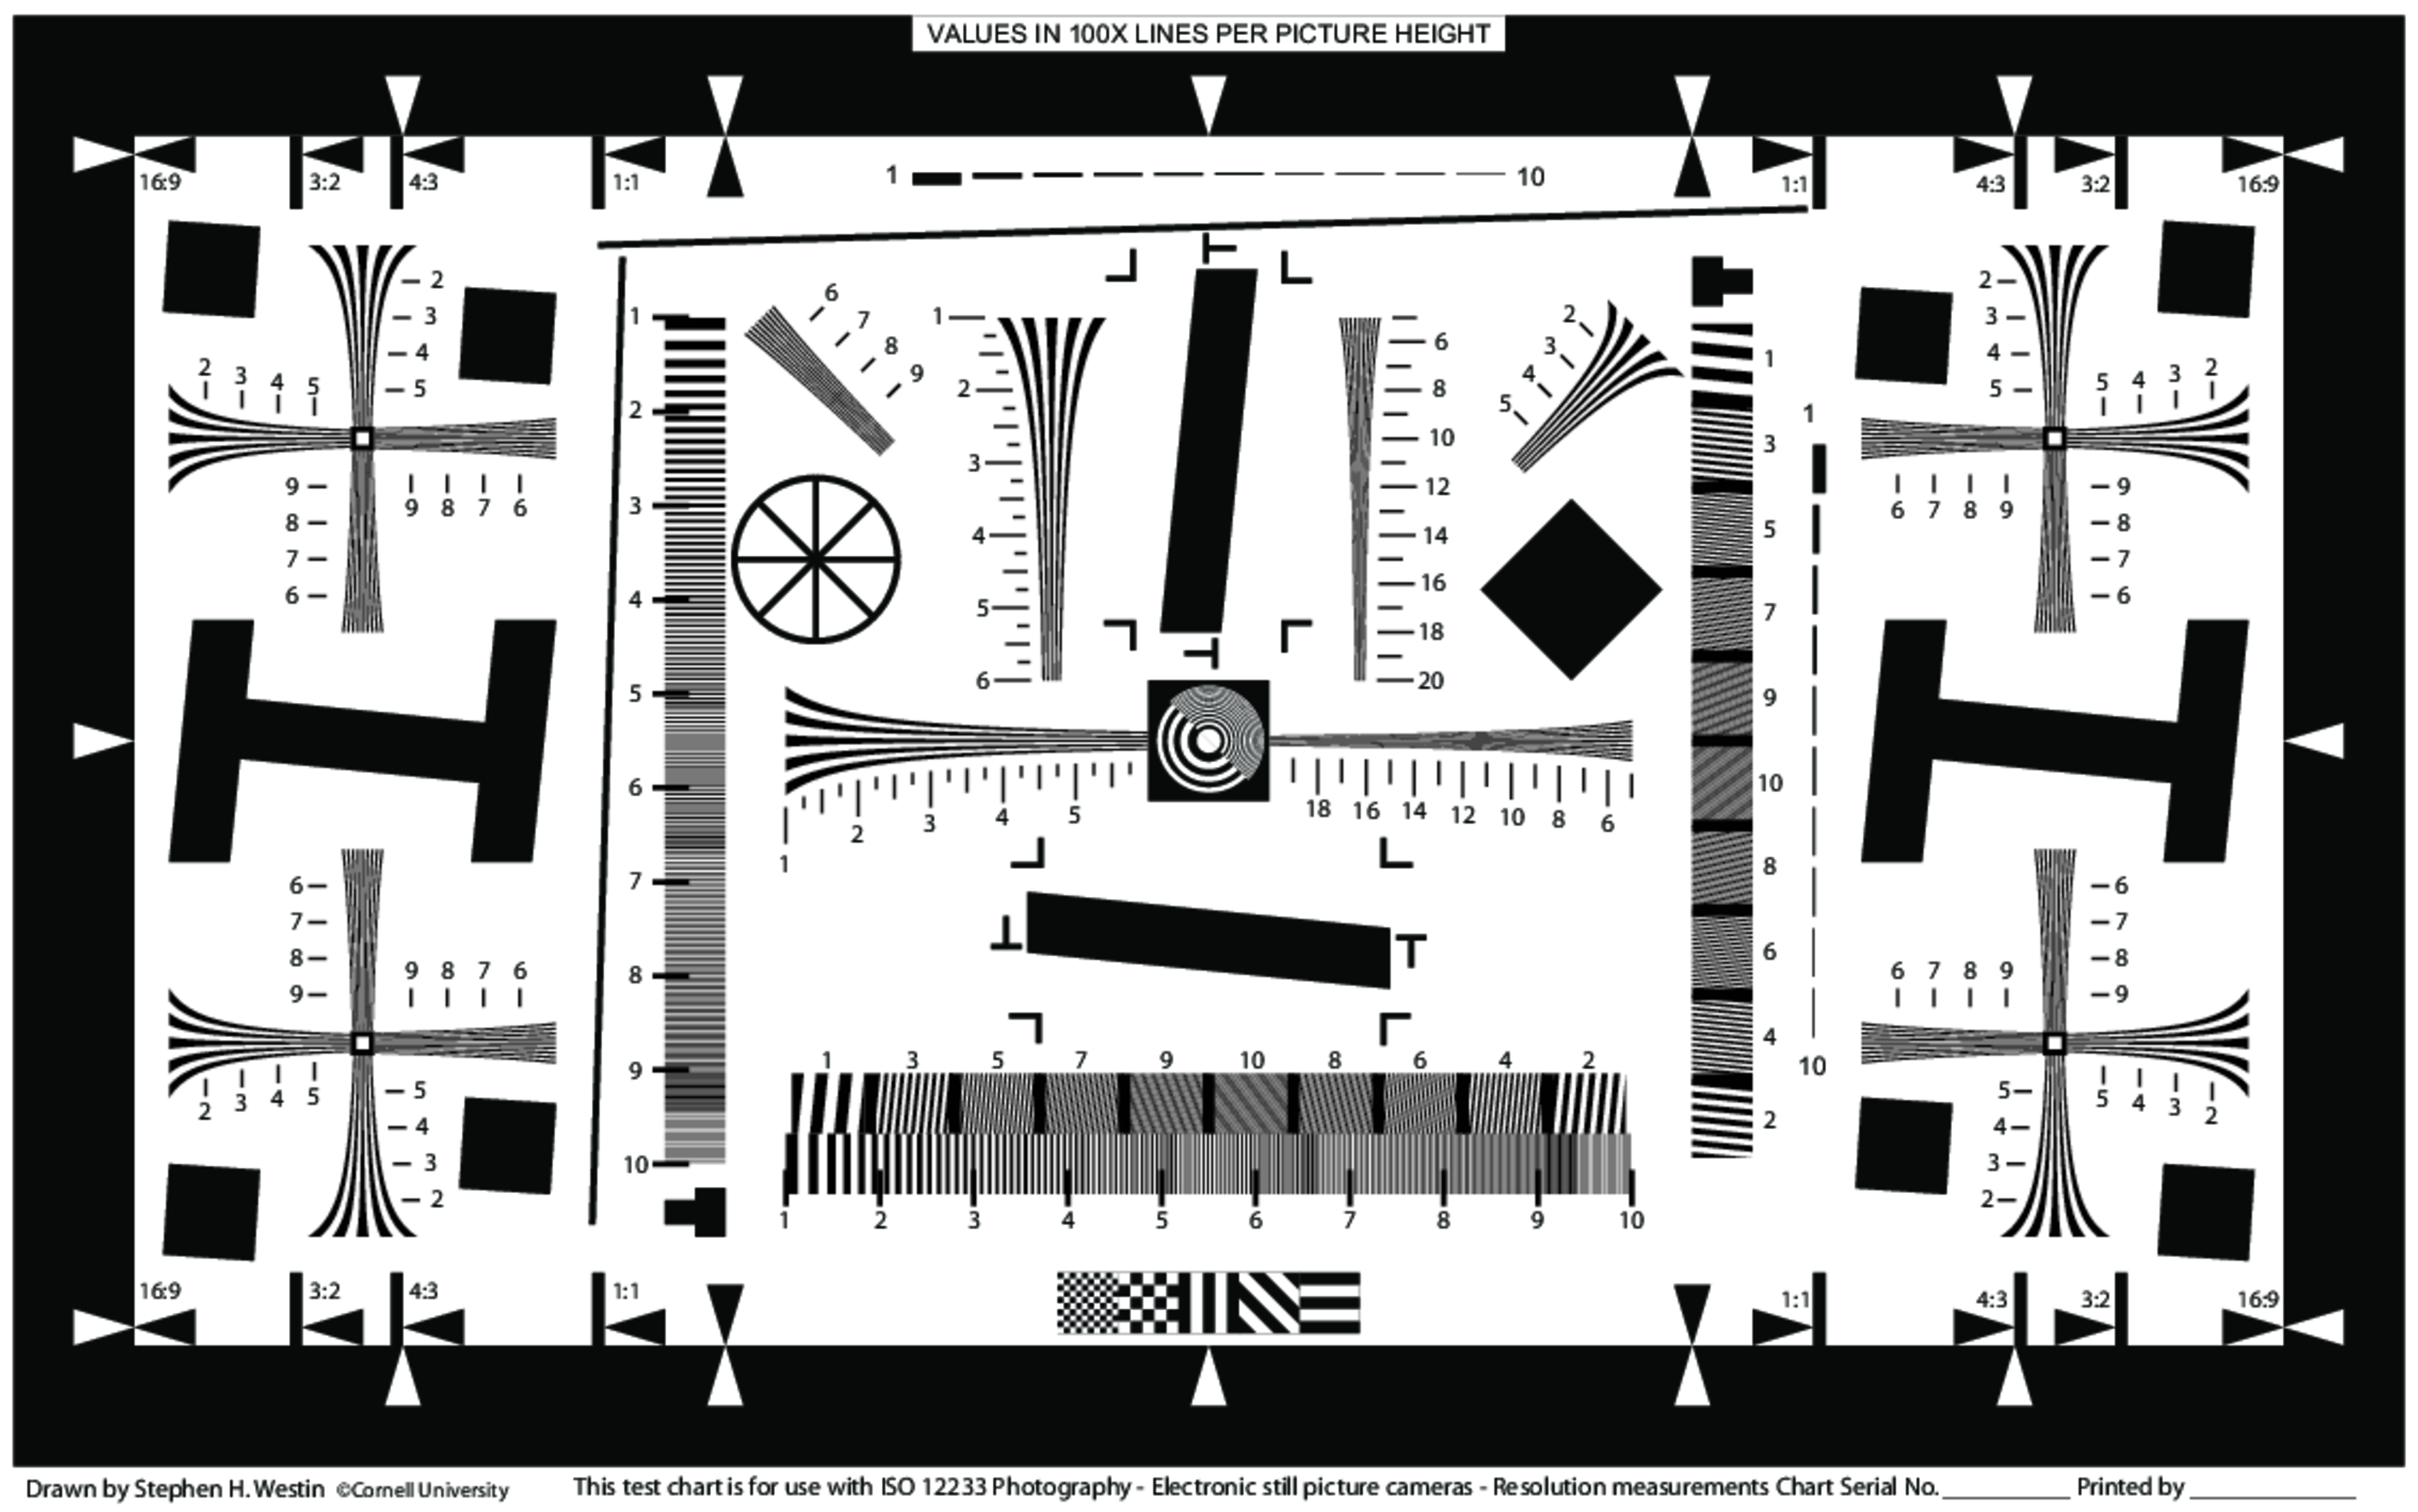 VALUES IN 100X LINES PER PICTURE HEIGHT
16:9 3:2 4:3 1:1 1 10 1:1 4:3 3:2 16:9
2 3 4 5
2 3 4 5
9 8 7 6
9 8 7 6
6 7 8 9
9 8 7 6
2 3 4 5
5 4 3 2
1 2 3 4 5 6 7 8 9 10
6 7 8 9
1 2 3 4 5 6
6 8 10 12 14 16 18 20
2 3 4 5
1 2 3 4 5
18 16 14 12 10 8 6
1 3 5 7 9 10 8 6 4 2
1 10
2 3 4 5
5 4 3 2
6 7 8 9
9 8 7 6
6 7 8 9
6 7 8 9
5 4 3 2
5 4 3 2
1 3 5 7 9 10 8 6 4 2
1 2 3 4 5 6 7 8 9 10
16:9 3:2 4:3 1:1 1:1 4:3 3:2 16:9
Drawn by Stephen H. Westin ©Cornell University This test chart is for use with ISO 12233 Photography - Electronic still picture cameras - Resolution measurements Chart Serial No.__________ Printed by _____________